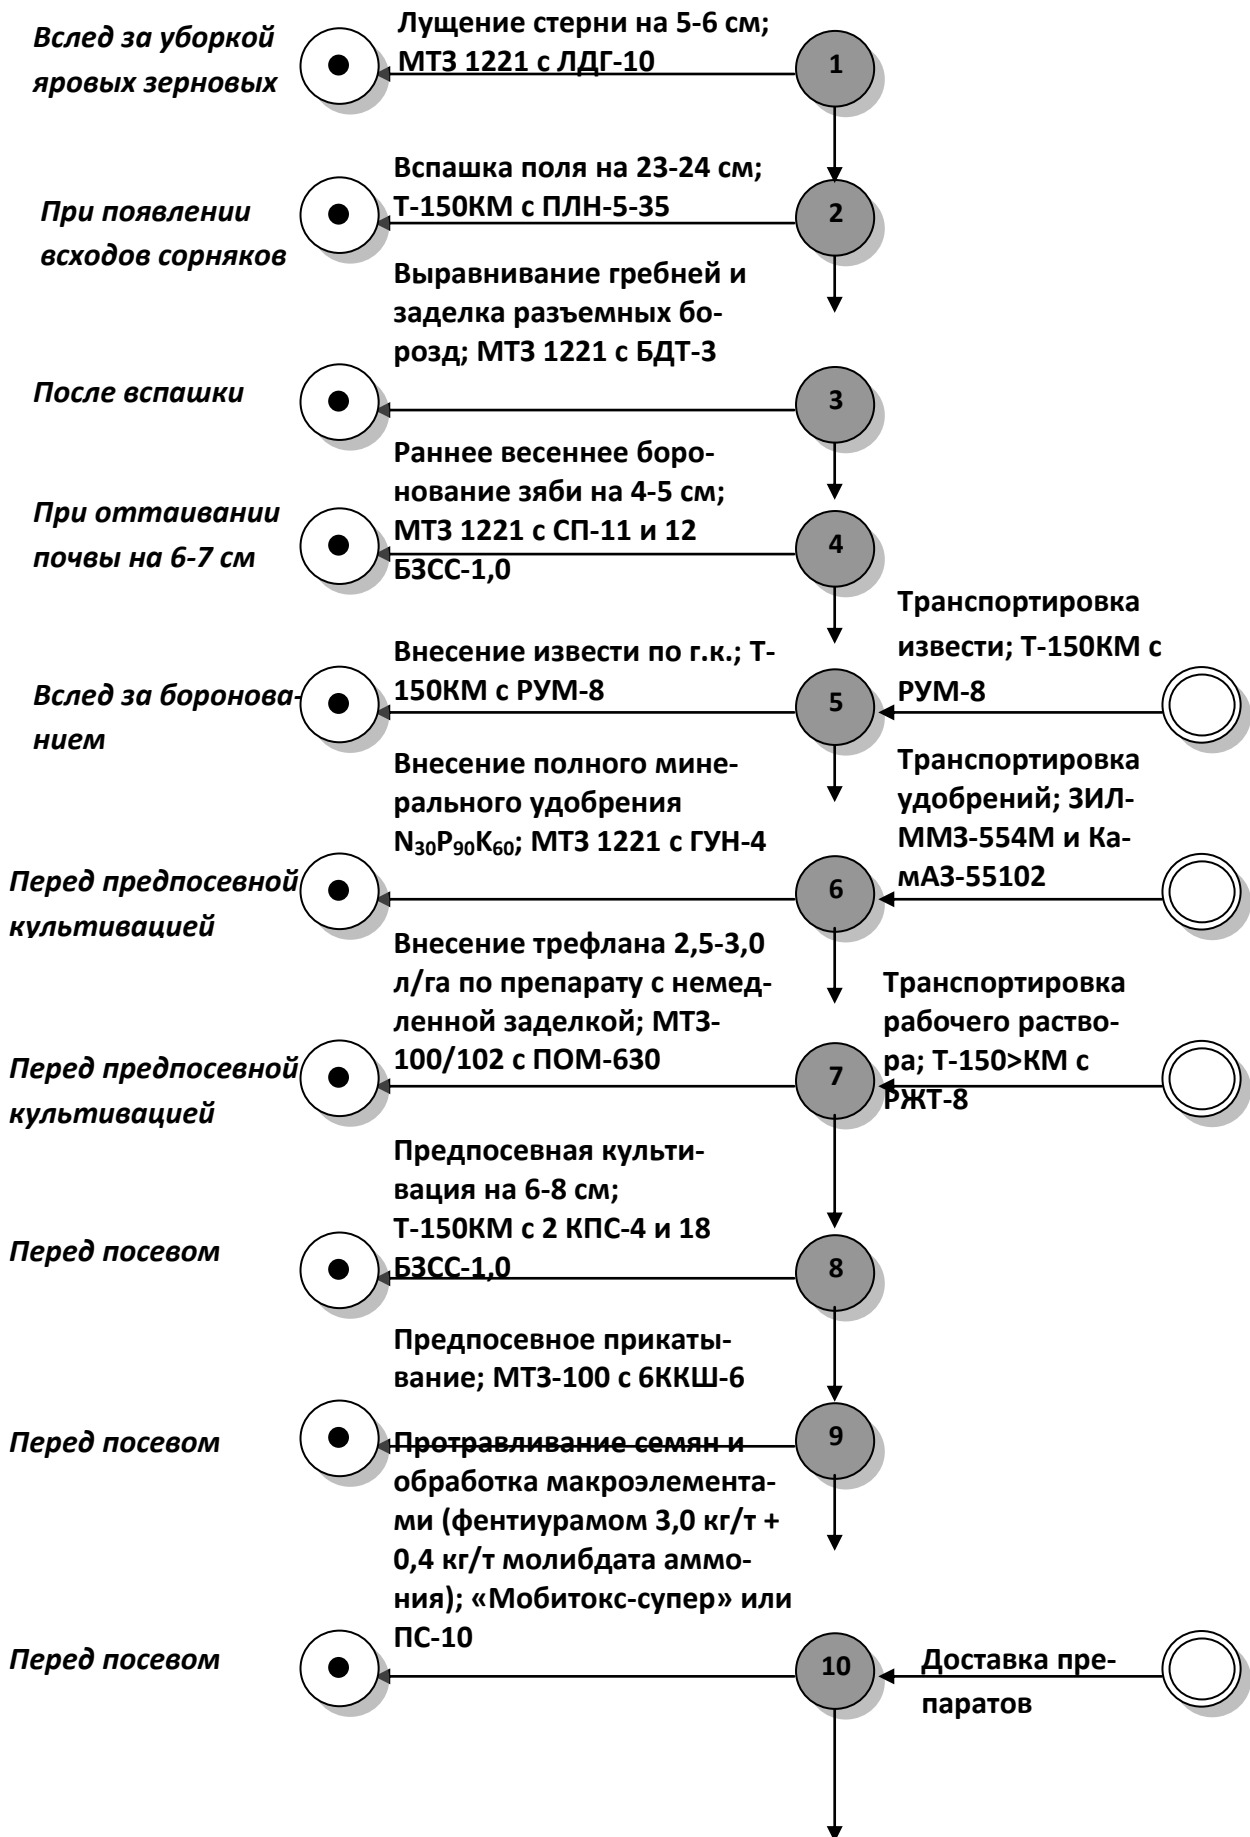 Вслед за уборкой
яровых зерновых
Лущение стерни на 5-6 см;
МТЗ 1221 с ЛДГ-10
1
При появлении
всходов сорняков
Вспашка поля на 23-24 см;
Т-150КМ с ПЛН-5-35
2
После вспашки
Выравнивание гребней и
заделка разъемных бо-
розд; МТЗ 1221 с БДТ-3
3
При оттаивании
почвы на 6-7 см
Раннее весеннее боро-
нование зяби на 4-5 см;
МТЗ 1221 с СП-11 и 12
БЗСС-1,0
4
Вслед за боронова-
нием
Внесение извести по г.к.; Т-
150КМ с РУМ-8
5
Транспортировка
извести; Т-150КМ с
РУМ-8
Перед предпосевной
культивацией
Внесение полного мине-
рального удобрения
N₃₀P₉₀K₆₀; МТЗ 1221 с ГУН-4
6
Транспортировка
удобрений; ЗИЛ-
ММЗ-554М и Ка-
мАЗ-55102
Перед предпосевной
культивацией
Внесение трефлана 2,5-3,0
л/га по препарату с немед-
ленной заделкой; МТЗ-
100/102 с ПОМ-630
7
Транспортировка
рабочего раство-
ра; Т-150>КМ с
РЖТ-8
Перед посевом
Предпосевная культи-
вация на 6-8 см;
Т-150КМ с 2 КПС-4 и 18
БЗСС-1,0
8
Перед посевом
Предпосевное прикаты-
вание; МТЗ-100 с 6ККШ-6
9
Перед посевом
Протравливание семян и
обработка макроэлемента-
ми (фентиурамом 3,0 кг/т +
0,4 кг/т молибдата аммо-
ния); «Мобитокс-супер» или
ПС-10
10
Доставка пре-
паратов